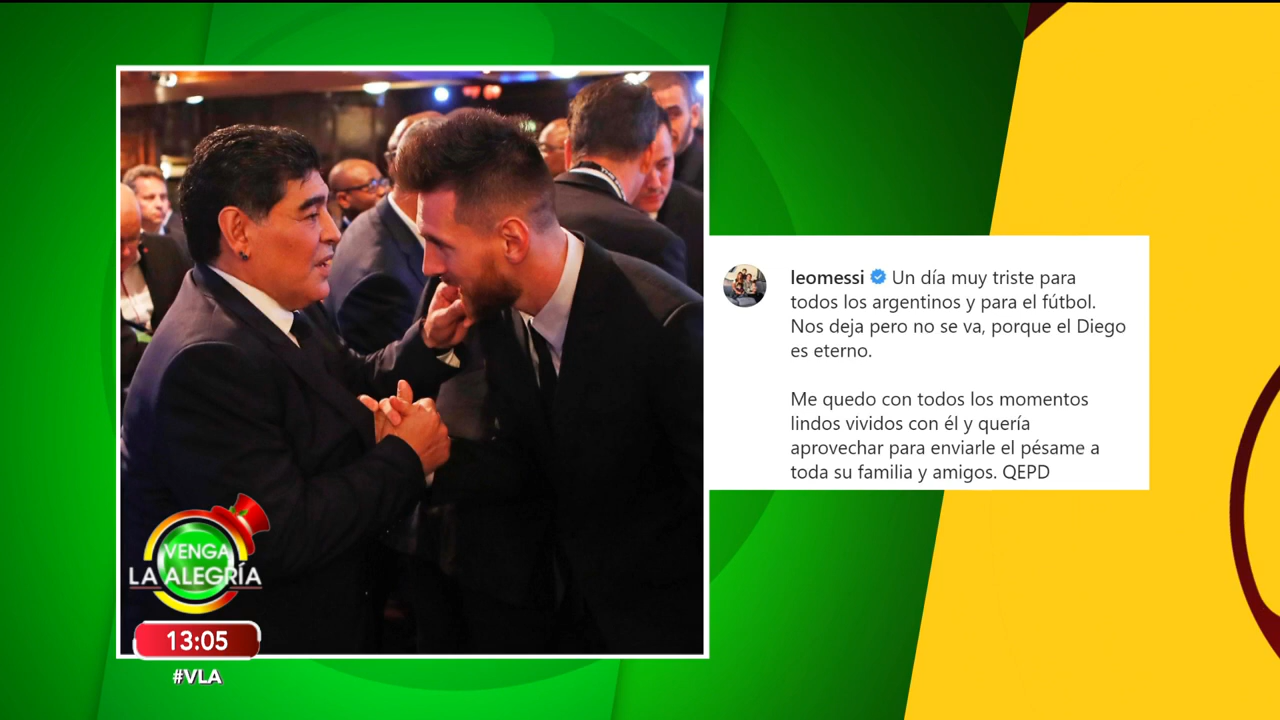 leomessi Un día muy triste para
todos los argentinos y para el fútbol.
Nos deja pero no se va, porque el Diego
es eterno.
Me quedo con todos los momentos
lindos vividos con él y quería
aprovechar para enviarle el pésame a
toda su familia y amigos. QEPD
VENGA
LA ALEGRÍA
13:05
#VLA